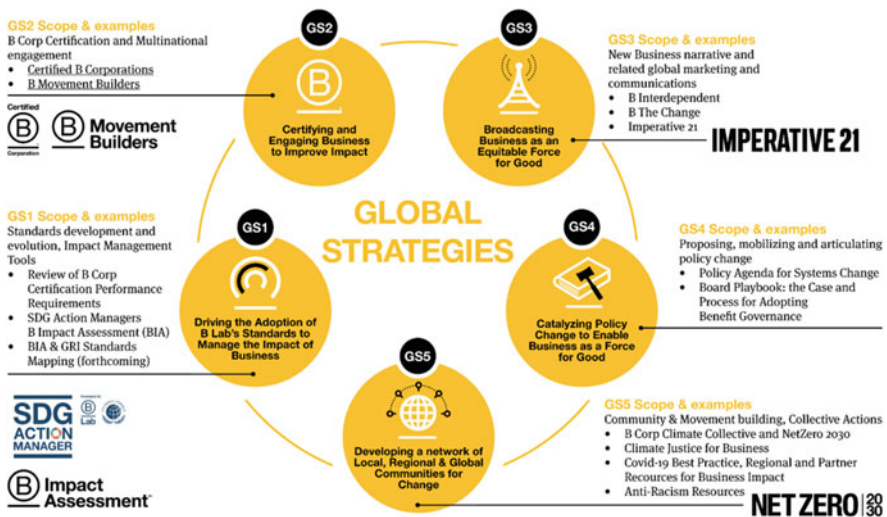 GS2 Scope & examples
B Corp Certification and Multinational
engagement
• Certified B Corporations
• B Movement Builders
Certified
B
Corporation
B Movement
Builders
GS2
B
Certifying and
Engaging Business
to Improve Impact
GS3
Broadcasting
Business as an
Equitable Force
for Good
GS3 Scope & examples
New Business narrative and
related global marketing and
communications
• B Interdependent
• B The Change
• Imperative 21
IMPERATIVE 21
GLOBAL
STRATEGIES
GS1 Scope & examples
Standards development and
evolution, Impact Management
Tools
• Review of B Corp
Certification Performance
Requirements
• SDG Action Managers
B Impact Assessment (BIA)
• BIA & GRI Standards
Mapping (forthcoming)
SDG
ACTION
MANAGER
B
Lab
B Impact
Assessment
GS1
Driving the Adoption of
B Lab's Standards to
Manage the Impact of
Business
GS4
Catalyzing Policy
Change to Enable
Business as a Force
for Good
GS4 Scope & examples
Proposing, mobilizing and articulating
policy change
• Policy Agenda for Systems Change
• Board Playbook: the Case and
Process for Adopting
Benefit Governance
GS5
Developing a network of
Local, Regional & Global
Communities for
Change
GS5 Scope & examples
Community & Movement building, Collective Actions
• B Corp Climate Collective and NetZero 2030
• Climate Justice for Business
• Covid-19 Best Practice, Regional and Partner
Recources for Business Impact
• Anti-Racism Resources
NET ZERO 20
30